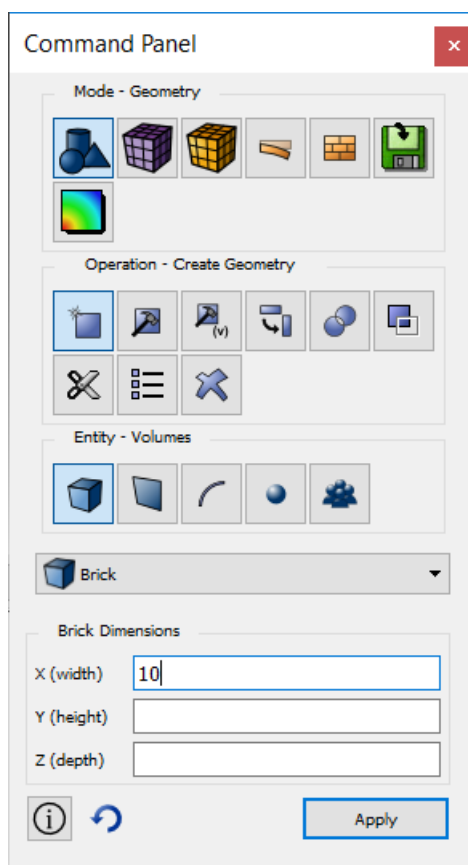 Command Panel
Mode - Geometry
Operation - Create Geometry
(v)
Entity - Volumes
Brick
Brick Dimensions
X (width) 10
Y (height)
Z (depth)
Apply